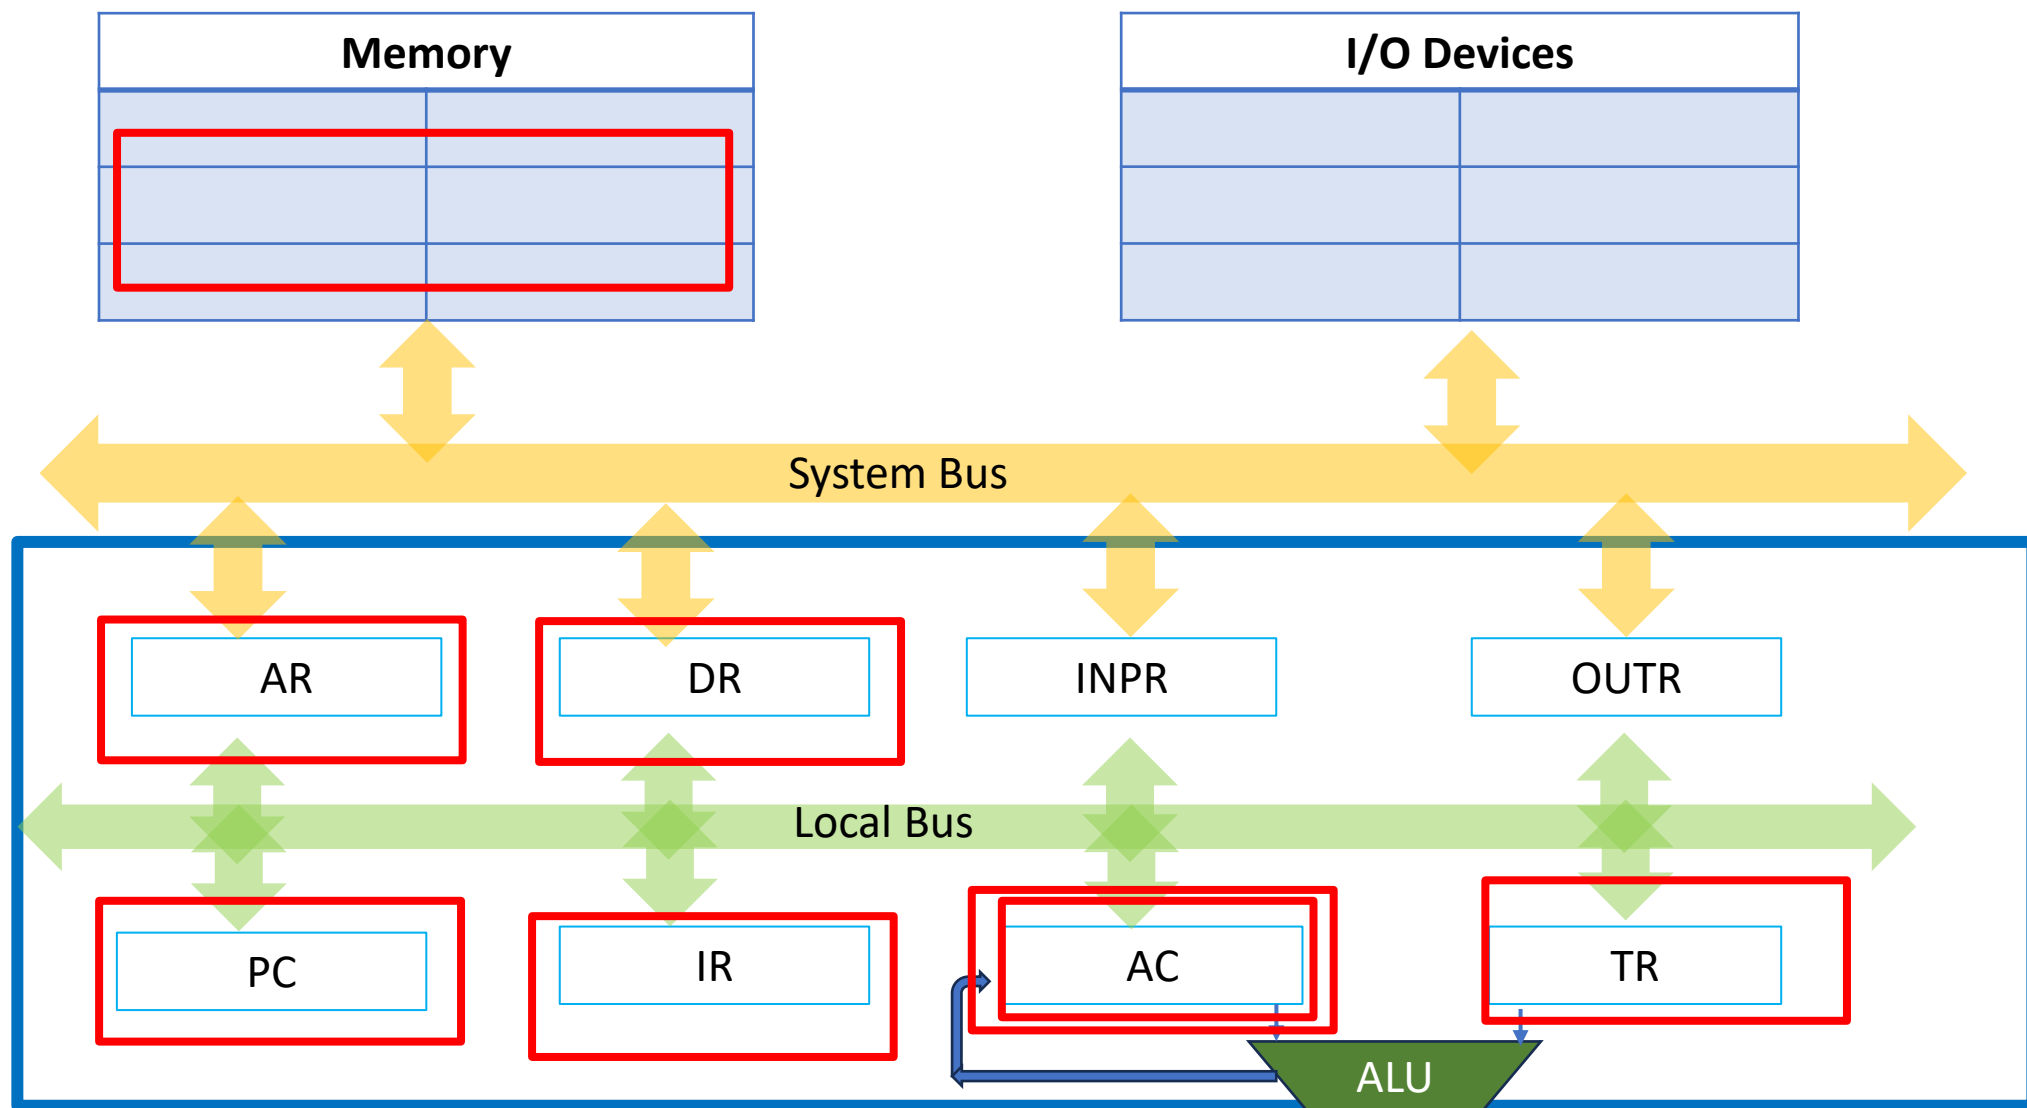 Memory
I/O Devices
System Bus
AR
DR
INPR
OUTR
Local Bus
PC
IR
AC
TR
ALU